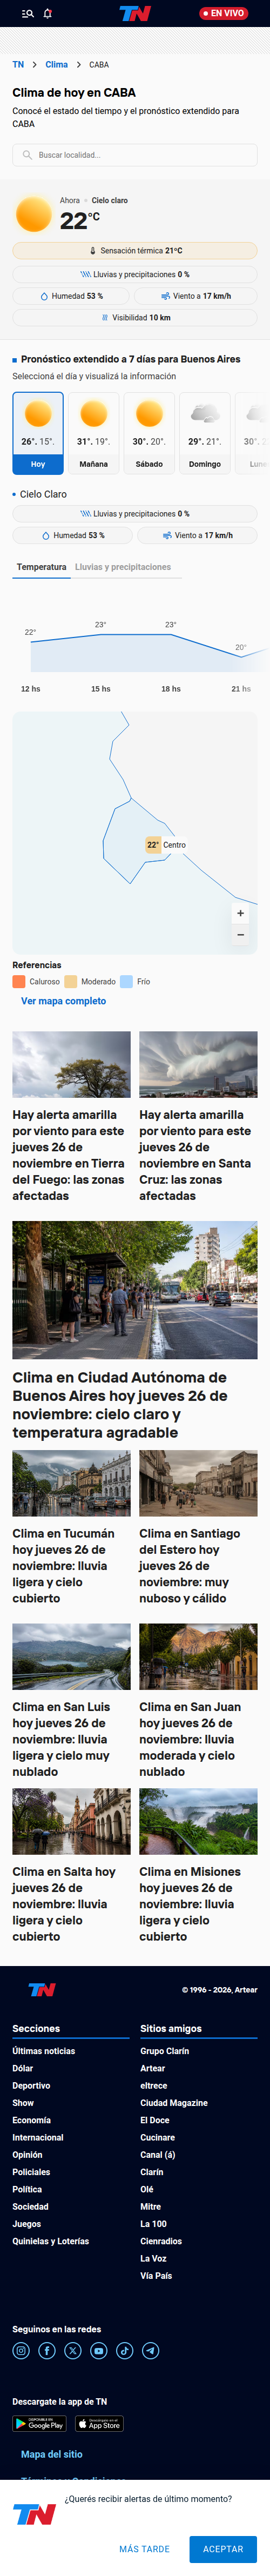 TN
EN VIVO
TN > Clima > CABA
Clima de hoy en CABA
Conocé el estado del tiempo y el pronóstico extendido para
CABA
Buscar localidad...
Ahora • Cielo claro
22°C
Sensación térmica 21°C
Lluvias y precipitaciones 0 %
Humedad 53 %
Viento a 17 km/h
Visibilidad 10 km
Pronóstico extendido a 7 días para Buenos Aires
Seleccioná el día y visualizá la información
26°. 15°.
31°. 19°.
30°. 20°.
29°. 21°.
30°.
Hoy
Mañana
Sábado
Domingo
Cielo Claro
Lluvias y precipitaciones 0 %
Humedad 53 %
Viento a 17 km/h
Temperatura
Lluvias y precipitaciones
22°
23°
23°
20°
12 hs
15 hs
18 hs
21 hs
22° Centro
+
−
Referencias
Caluroso
Moderado
Frío
Ver mapa completo
Hay alerta amarilla
por viento para este
jueves 26 de
noviembre en Tierra
del Fuego: las zonas
afectadas
Hay alerta amarilla
por viento para este
jueves 26 de
noviembre en Santa
Cruz: las zonas
afectadas
Clima en Ciudad Autónoma de
Buenos Aires hoy jueves 26 de
noviembre: cielo claro y
temperatura agradable
Clima en Tucumán
hoy jueves 26 de
noviembre: lluvia
ligera y cielo
cubierto
Clima en Santiago
del Estero hoy
jueves 26 de
noviembre: muy
nuboso y cálido
Clima en San Luis
hoy jueves 26 de
noviembre: lluvia
ligera y cielo muy
nublado
Clima en San Juan
hoy jueves 26 de
noviembre: lluvia
moderada y cielo
nublado
Clima en Salta hoy
jueves 26 de
noviembre: lluvia
ligera y cielo
cubierto
Clima en Misiones
hoy jueves 26 de
noviembre: lluvia
ligera y cielo
cubierto
TN
© 1996 - 2026, Artear
Secciones
Últimas noticias
Dólar
Deportivo
Show
Economía
Internacional
Opinión
Policiales
Política
Sociedad
Juegos
Quinielas y Loterías
Sitios amigos
Grupo Clarín
Artear
eltrece
Ciudad Magazine
El Doce
Cucinare
Canal (á)
Clarín
Olé
Mitre
La 100
Cienradios
La Voz
Vía País
Seguinos en las redes
Descargate la app de TN
Google Play
App Store
Mapa del sitio
TN
¿Querés recibir alertas de último momento?
MÁS TARDE
ACEPTAR